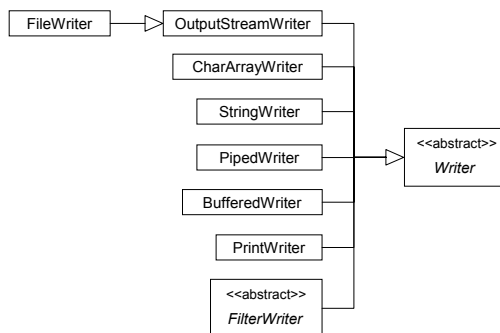 FileWriter
OutputStreamWriter
CharArrayWriter
StringWriter
PipedWriter
BufferedWriter
PrintWriter
<<abstract>>
FilterWriter
<<abstract>>
Writer